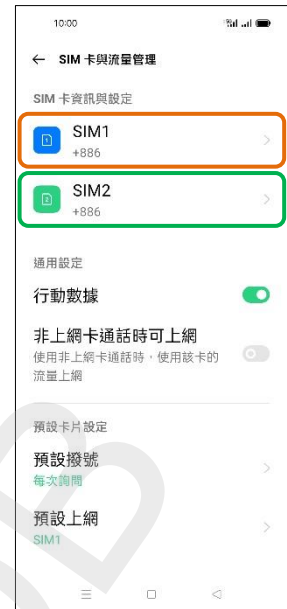 10:00
← SIM 卡與流量管理
SIM 卡資訊與設定
1
SIM1
+886
2
SIM2
+886
通用設定
行動數據
非上網卡通話時可上網
使用非上網卡通話時，使用該卡的
流量上網
預設卡片設定
預設撥號
每次詢問
預設上網
SIM1